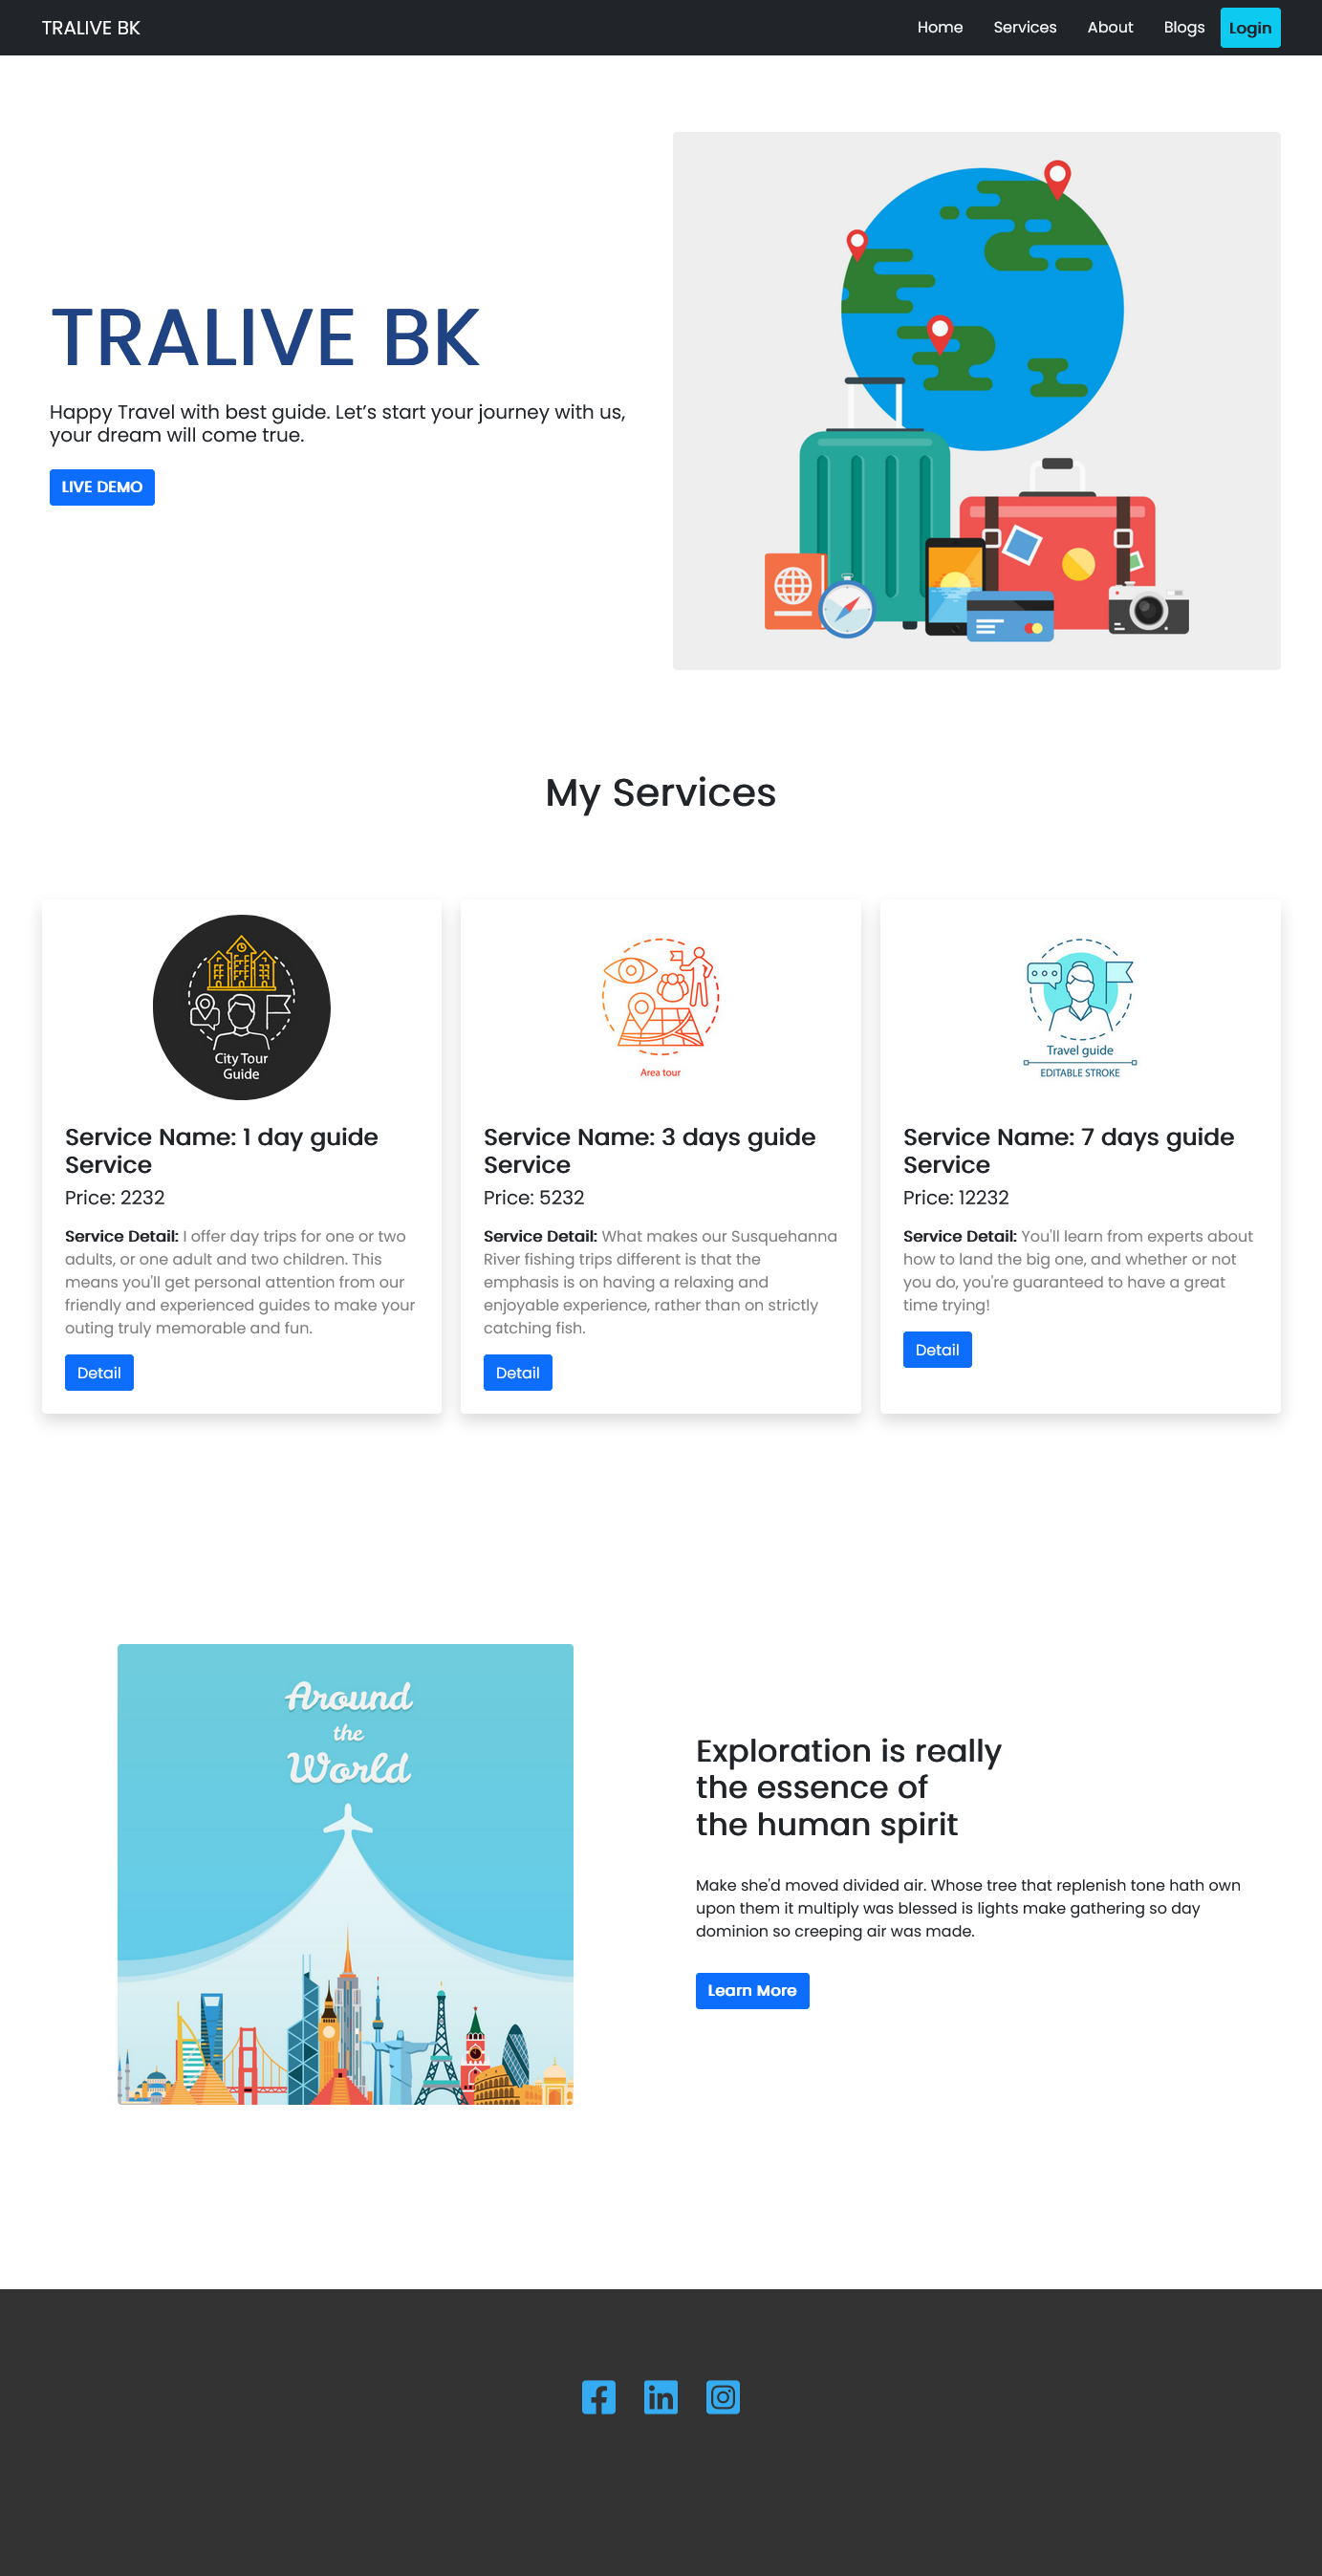 TRALIVE BK
Home Services About Blogs Login
TRALIVE BK
Happy Travel with best guide. Let’s start your journey with us,
your dream will come true.
LIVE DEMO
My Services
City Tour
Guide
Service Name: 1 day guide
Service
Price: 2232
Service Detail: I offer day trips for one or two
adults, or one adult and two children. This
means you'll get personal attention from our
friendly and experienced guides to make your
outing truly memorable and fun.
Detail
Area tour
Service Name: 3 days guide
Service
Price: 5232
Service Detail: What makes our Susquehanna
River fishing trips different is that the
emphasis is on having a relaxing and
enjoyable experience, rather than on strictly
catching fish.
Detail
Travel guide
EDITABLE STROKE
Service Name: 7 days guide
Service
Price: 12232
Service Detail: You'll learn from experts about
how to land the big one, and whether or not
you do, you're guaranteed to have a great
time trying!
Detail
Around
the
World
Exploration is really
the essence of
the human spirit
Make she'd moved divided air. Whose tree that replenish tone hath own
upon them it multiply was blessed is lights make gathering so day
dominion so creeping air was made.
Learn More